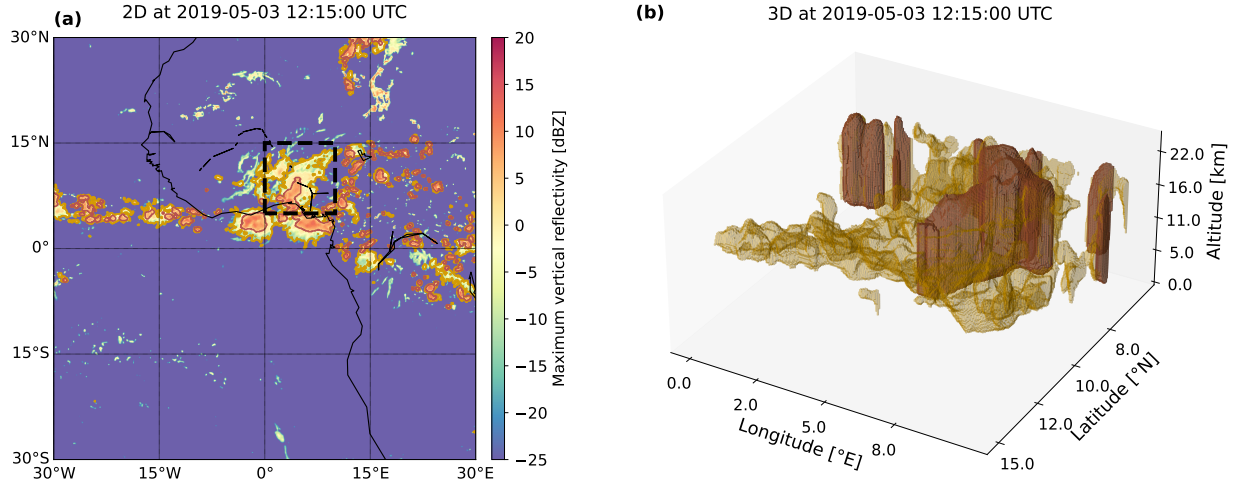 (a) 2D at 2019-05-03 12:15:00 UTC
30°N
15°N
0°
15°S
30°S
30°W 15°W 0° 15°E 30°E
20
15
10
5
0
−5
−10
−15
−20
−25
Maximum vertical reflectivity [dBZ]
(b) 3D at 2019-05-03 12:15:00 UTC
22.0
16.0
11.0
5.0
0.0
Altitude [km]
0.0
2.0
5.0
8.0
Longitude [°E]
8.0
10.0
12.0
15.0
Latitude [°N]